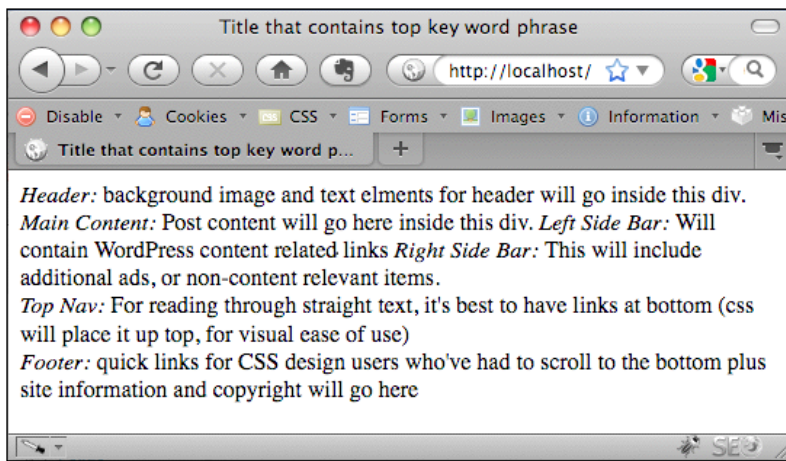 Title that contains top key word phrase
http://localhost/
Disable Cookies CSS Forms Images Information Mis
Title that contains top key word p...
Header: background image and text elments for header will go inside this div.
Main Content: Post content will go here inside this div. Left Side Bar: Will
contain WordPress content related links Right Side Bar: This will include
additional ads, or non-content relevant items.
Top Nav: For reading through straight text, it's best to have links at bottom (css
will place it up top, for visual ease of use)
Footer: quick links for CSS design users who've had to scroll to the bottom plus
site information and copyright will go here
SEO